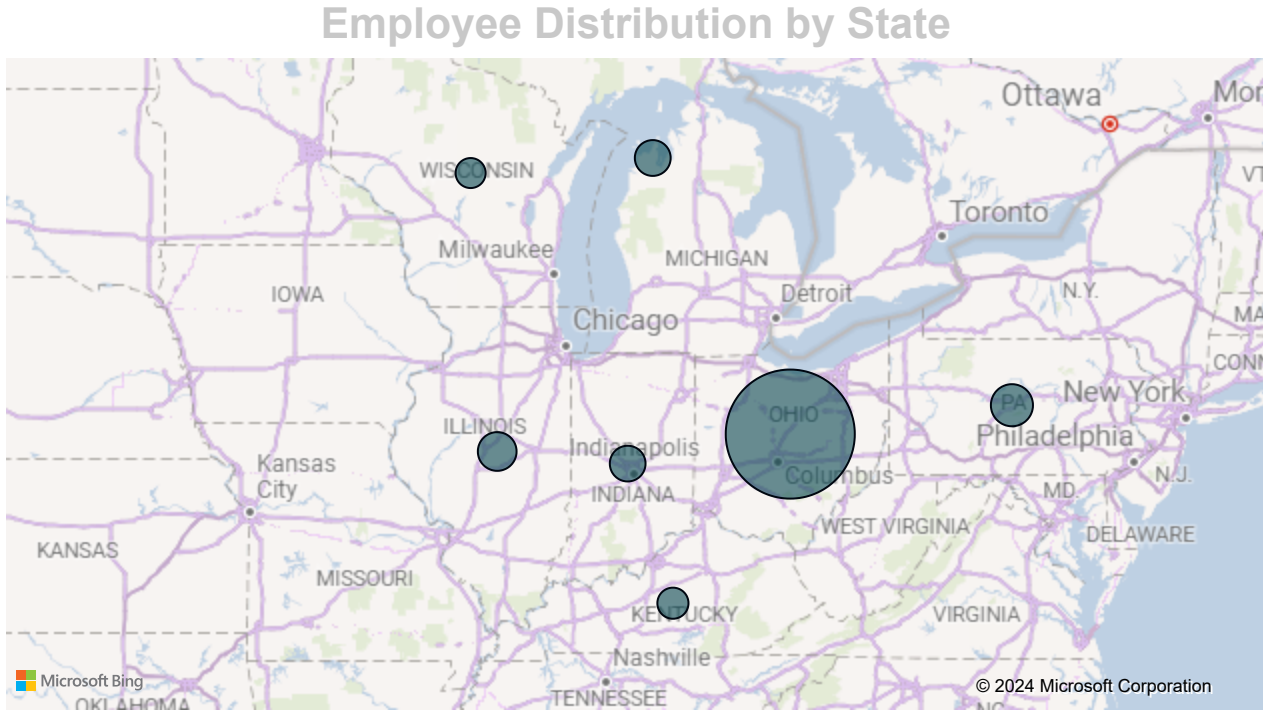 Employee Distribution by State
Ottawa
Mor
WISCONSIN
VT
Toronto
Milwaukee
MICHIGAN
IOWA
Detroit
N.Y.
MA
Chicago
CONN
New York
PA
OHIO
ILLINOIS
Indianapolis
Philadelphia
Kansas
City
Columbus
N.J.
INDIANA
MD.
WEST VIRGINIA
DELAWARE
KANSAS
MISSOURI
KENTUCKY
VIRGINIA
Nashville
Microsoft Bing
© 2024 Microsoft Corporation
TENNESSEE
OKLAHOMA
NC